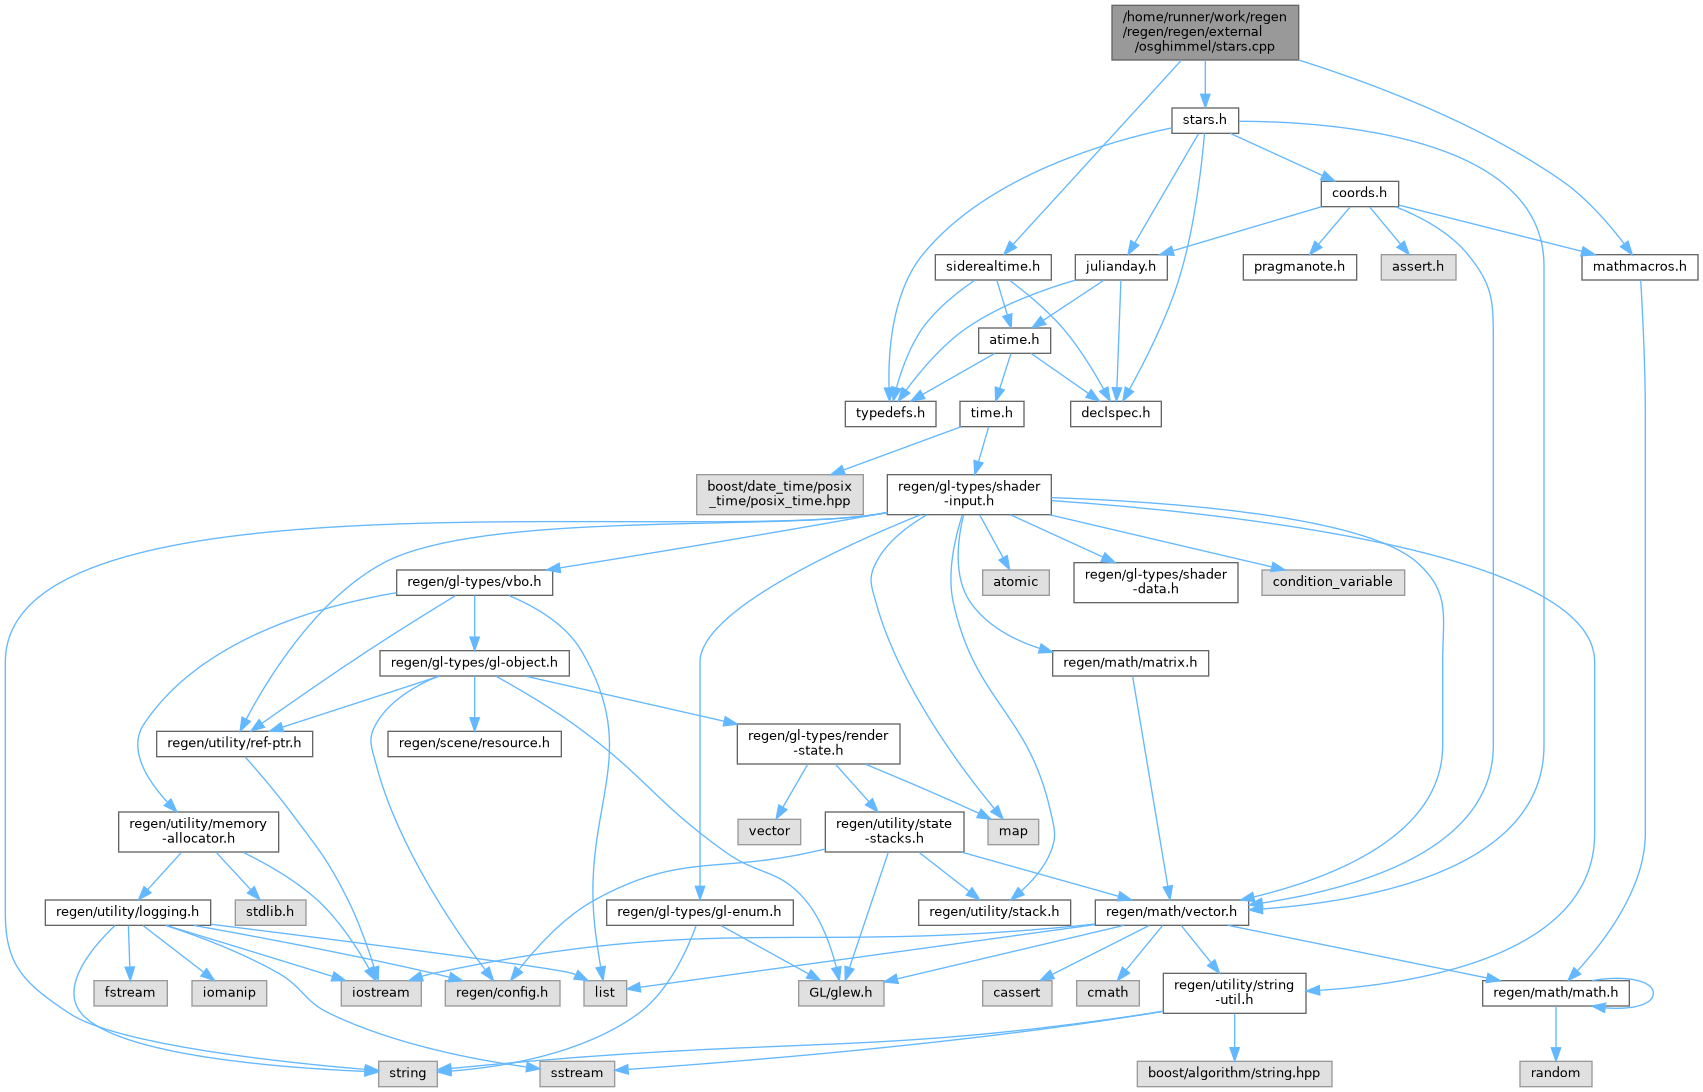 /home/runner/work/regen
/regen/regen/external
/osghimmel/stars.cpp
stars.h
coords.h
siderealtime.h
julianday.h
pragmanote.h
assert.h
mathmacros.h
atime.h
typedefs.h
time.h
declspec.h
boost/date_time/posix
_time/posix_time.hpp
regen/gl-types/shader
-input.h
regen/gl-types/vbo.h
atomic
regen/gl-types/shader
-data.h
condition_variable
regen/gl-types/gl-object.h
regen/math/matrix.h
regen/utility/ref-ptr.h
regen/scene/resource.h
regen/gl-types/render
-state.h
regen/utility/memory
-allocator.h
vector
regen/utility/state
-stacks.h
map
regen/utility/logging.h
stdlib.h
regen/gl-types/gl-enum.h
regen/utility/stack.h
regen/math/vector.h
fstream
iomanip
iostream
regen/config.h
list
GL/glew.h
cassert
cmath
regen/utility/string
-util.h
regen/math/math.h
string
sstream
boost/algorithm/string.hpp
random